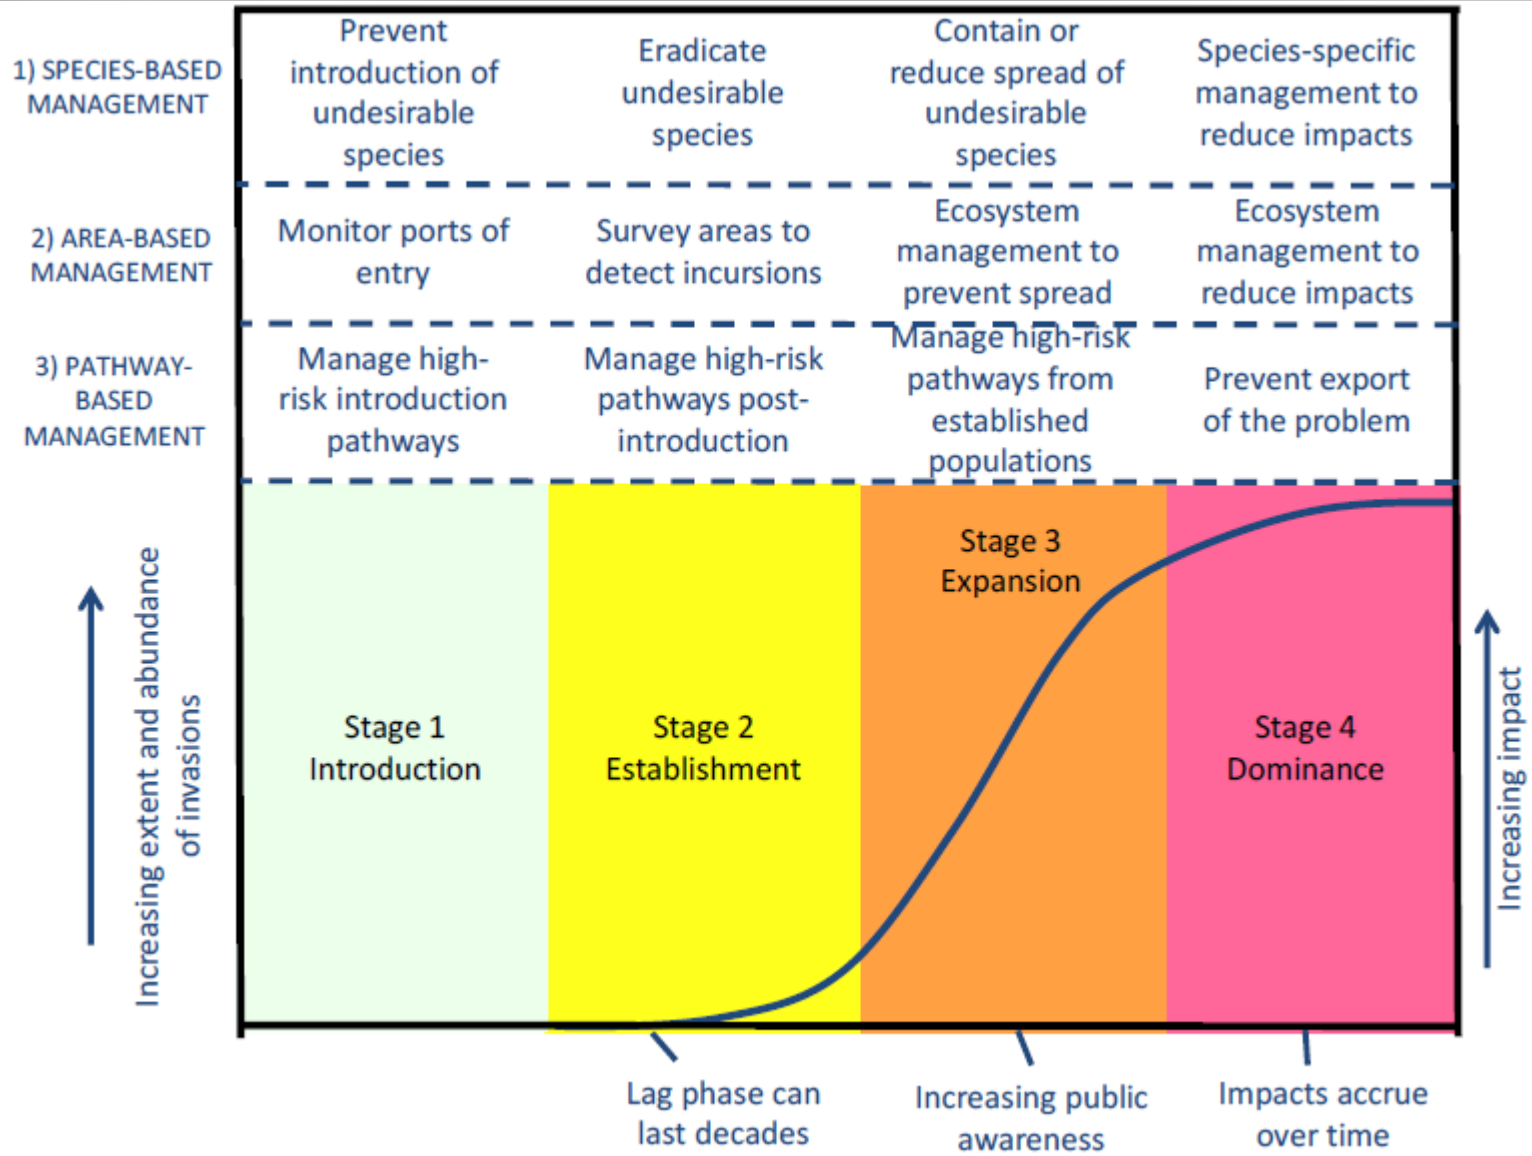 1) SPECIES-BASED
MANAGEMENT
Prevent
introduction of
undesirable
species
Eradicate
undesirable
species
Contain or
reduce spread of
undesirable
species
Species-specific
management to
reduce impacts
2) AREA-BASED
MANAGEMENT
Monitor ports of
entry
Survey areas to
detect incursions
Ecosystem
management to
prevent spread
Ecosystem
management to
reduce impacts
3) PATHWAY-
BASED
MANAGEMENT
Manage high-
risk introduction
pathways
Manage high-risk
pathways post-
introduction
Manage high-risk
pathways from
established
populations
Prevent export
of the problem
Increasing extent and abundance
of invasions
Stage 1
Introduction
Stage 2
Establishment
Stage 3
Expansion
Stage 4
Dominance
Increasing impact
Lag phase can
last decades
Increasing public
awareness
Impacts accrue
over time